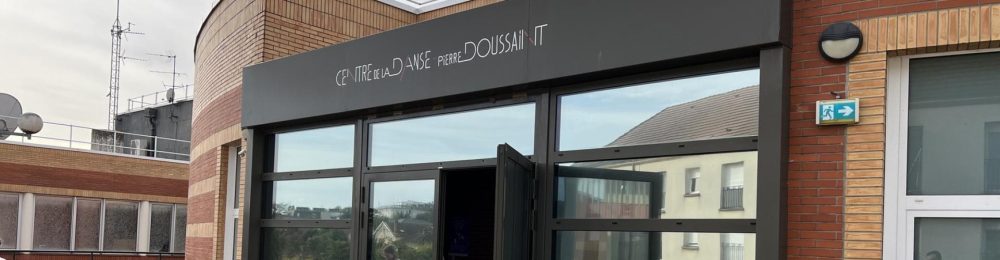 CENTRE DE LA DANSE PIERRE DOUSSAiNT